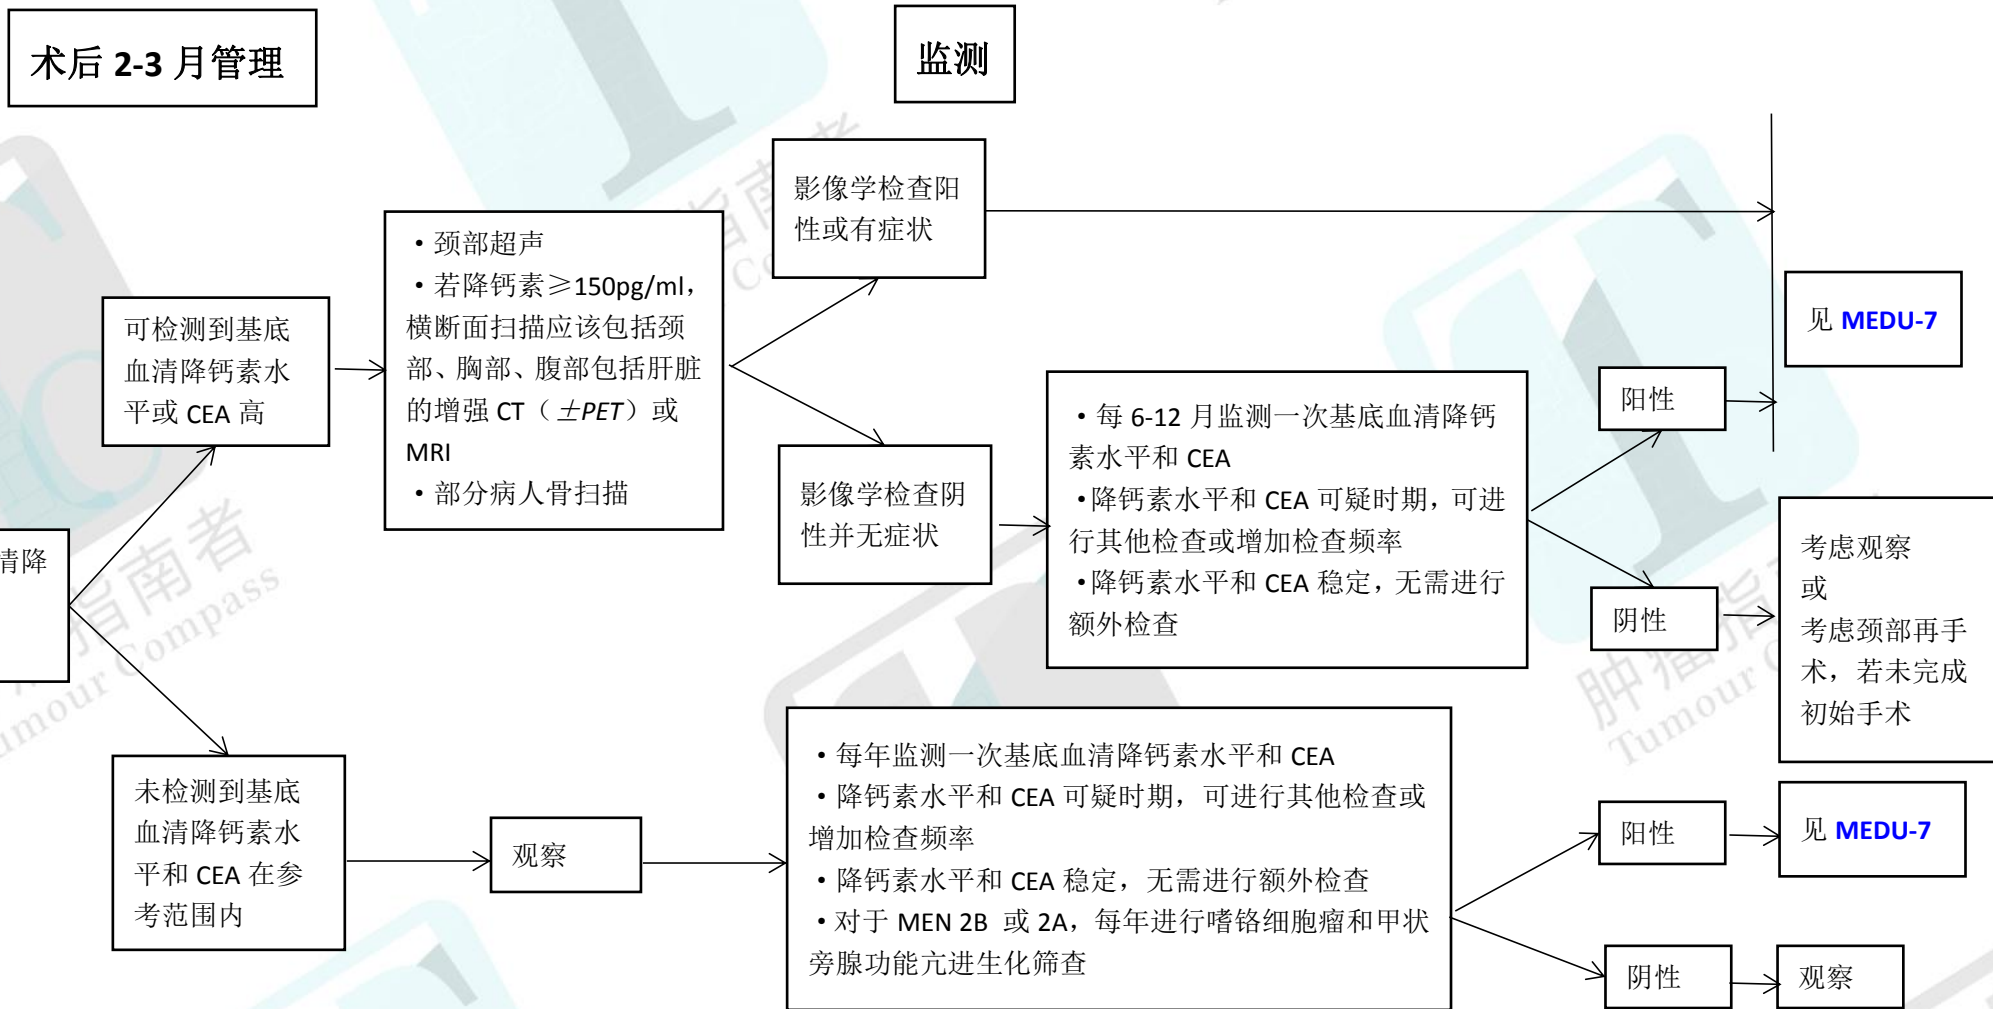 术后 2-3 月管理
监测
清降
可检测到基底
血清降钙素水
平或 CEA 高
・颈部超声
・若降钙素≥150pg/ml，
横断面扫描应该包括颈
部、胸部、腹部包括肝脏
的增强 CT（±PET）或
MRI
・部分病人骨扫描
影像学检查阳
性或有症状
见 MEDU-7
影像学检查阴
性并无症状
・每 6-12 月监测一次基底血清降钙
素水平和 CEA
・降钙素水平和 CEA 可疑时期，可进
行其他检查或增加检查频率
・降钙素水平和 CEA 稳定，无需进行
额外检查
阳性
阴性
考虑观察
或
考虑颈部再手
术，若未完成
初始手术
未检测到基底
血清降钙素水
平和 CEA 在参
考范围内
观察
・每年监测一次基底血清降钙素水平和 CEA
・降钙素水平和 CEA 可疑时期，可进行其他检查或
增加检查频率
・降钙素水平和 CEA 稳定，无需进行额外检查
・对于 MEN 2B 或 2A，每年进行嗜铬细胞瘤和甲状
旁腺功能亢进生化筛查
阳性
见 MEDU-7
阴性
观察
指南者
Compass
肿瘤指
Tumour